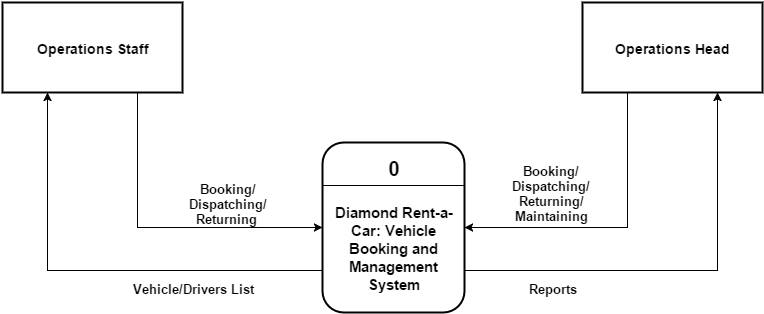 Operations Staff
Operations Head
0
Diamond Rent-a-
Car: Vehicle
Booking and
Management
System
Booking/
Dispatching/
Returning
Booking/
Dispatching/
Returning/
Maintaining
Vehicle/Drivers List
Reports